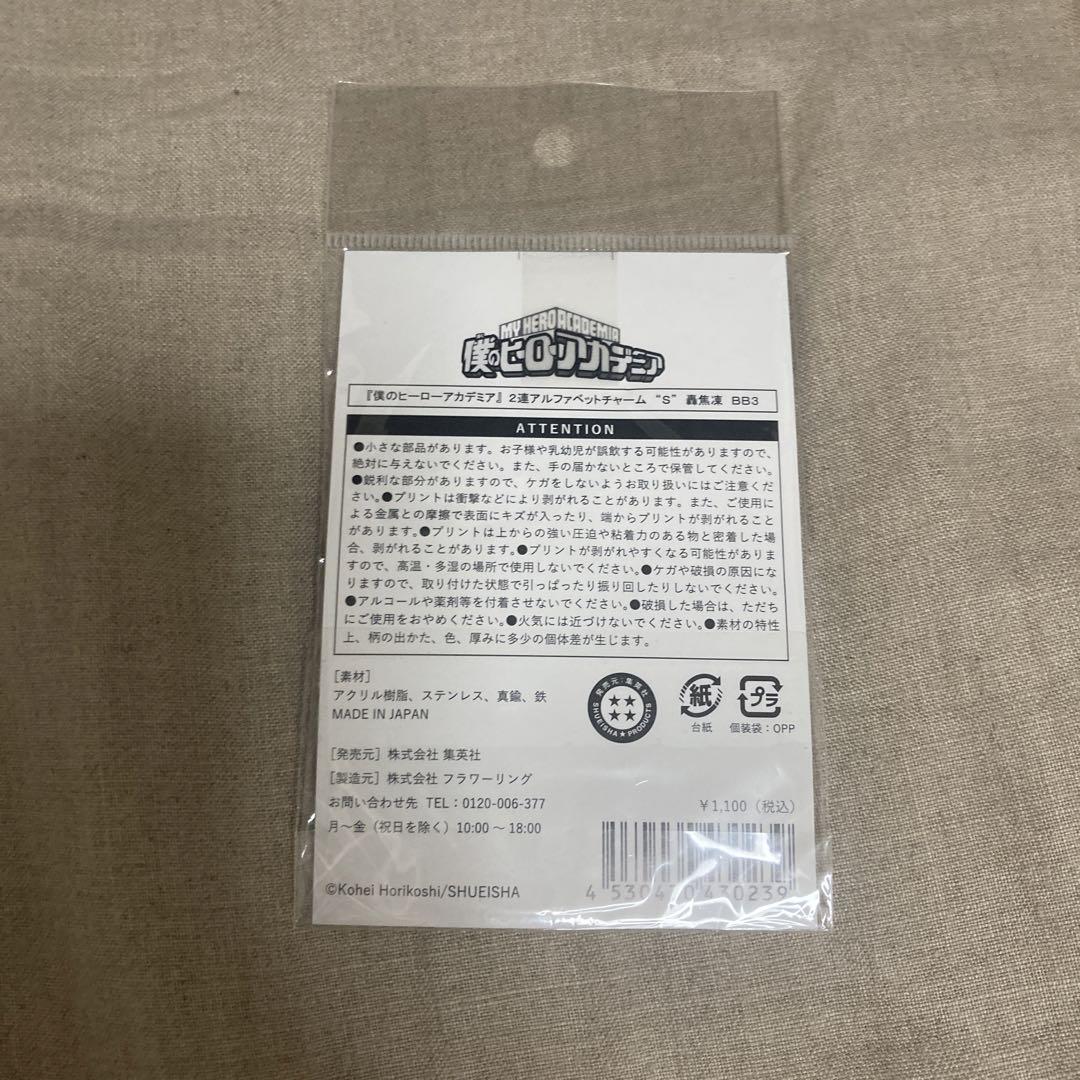 MY HERO ACADEMIA
僕のヒーローアカデミア
『僕のヒーローアカデミア』2連アルファベットチャーム “S” 轟焦凍 BB3
ATTENTION
●小さな部品があります。お子様や乳幼児が誤飲する可能性がありますので、
絶対に与えないでください。また、手の届かないところで保管してください。
●鋭利な部分がありますので、ケガをしないようお取り扱いにはご注意くだ
さい。●プリントは衝撃などにより剥がれることがあります。また、ご使用に
よる金属との摩擦で表面にキズが入ったり、端からプリントが剥がれること
があります。●プリントは上からの強い圧迫や粘着力のある物と密着した場
合、剥がれることがあります。●プリントが剥がれやすくなる可能性がありま
すので、高温・多湿の場所で使用しないでください。●ケガや破損の原因にな
りますので、取り付けた状態で引っぱったり振り回したりしないでください。
●アルコールや薬剤等を付着させないでください。●破損した場合は、ただち
にご使用をおやめください。●火気には近づけないでください。●素材の特性
上、柄の出かた、色、厚みに多少の個体差が生じます。
［素材］
アクリル樹脂、ステンレス、真鍮、鉄
MADE IN JAPAN
発売元：集英社
SHUEISHA★PRODUCTS
紙
台紙
プラ
個装袋：OPP
［発売元］株式会社 集英社
［製造元］株式会社 フラワーリング
お問い合わせ先 TEL：0120-006-377
月〜金（祝日を除く）10:00 〜 18:00
￥1,100（税込）
©Kohei Horikoshi/SHUEISHA
4 530430 430239